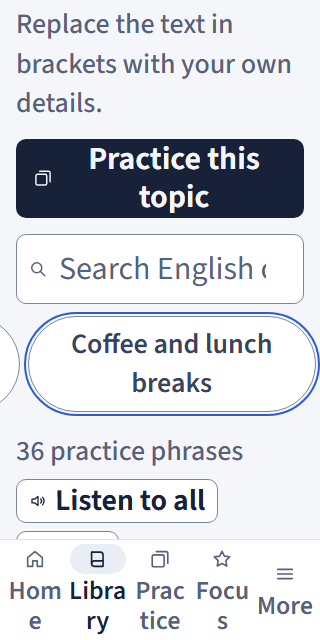 Replace the text in
brackets with your own
details.
Practice this
topic
Search English
Coffee and lunch
breaks
36 practice phrases
Listen to all
Hom
e
Libra
ry
Prac
tice
Focu
s
More